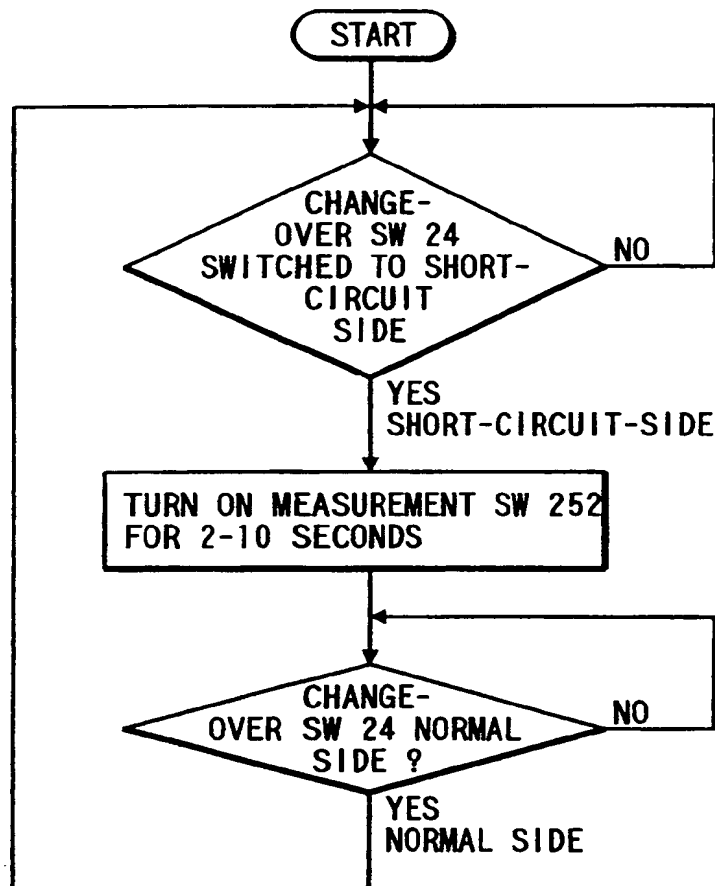 START
CHANGE-
OVER SW 24
SWITCHED TO SHORT-
CIRCUIT
SIDE
NO
YES
SHORT-CIRCUIT-SIDE
TURN ON MEASUREMENT SW 252
FOR 2-10 SECONDS
CHANGE-
OVER SW 24 NORMAL
SIDE ?
NO
YES
NORMAL SIDE